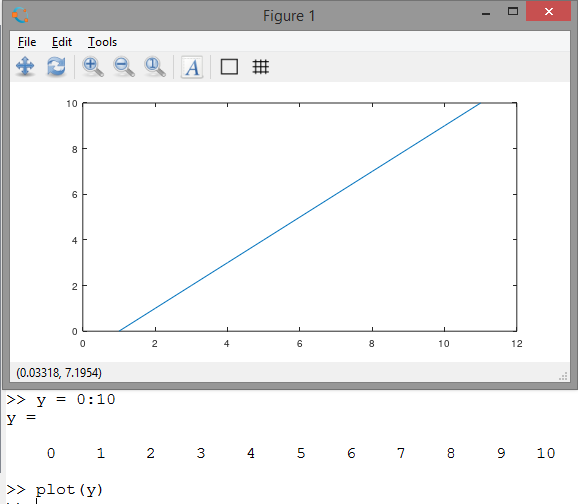 Figure 1
File Edit Tools
A
10
8
6
4
2
0
0 2 4 6 8 10 12
(0.03318, 7.1954)
>> y = 0:10
y =
0 1 2 3 4 5 6 7 8 9 10
>> plot(y)
>>